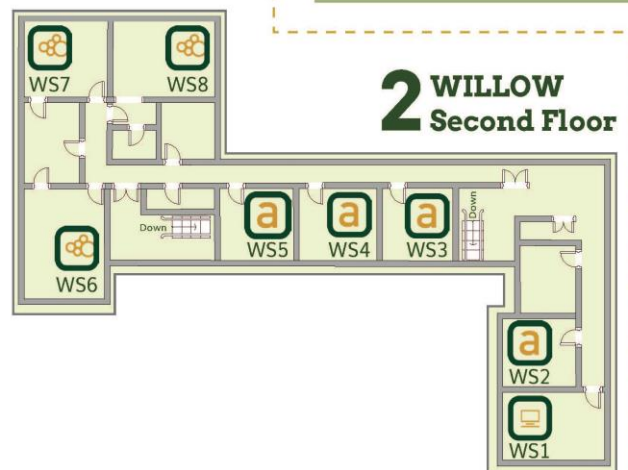 2 WILLOW
Second Floor
WS7
WS8
WS6
Down
a
WS5
a
WS4
a
WS3
Down
a
WS2
WS1